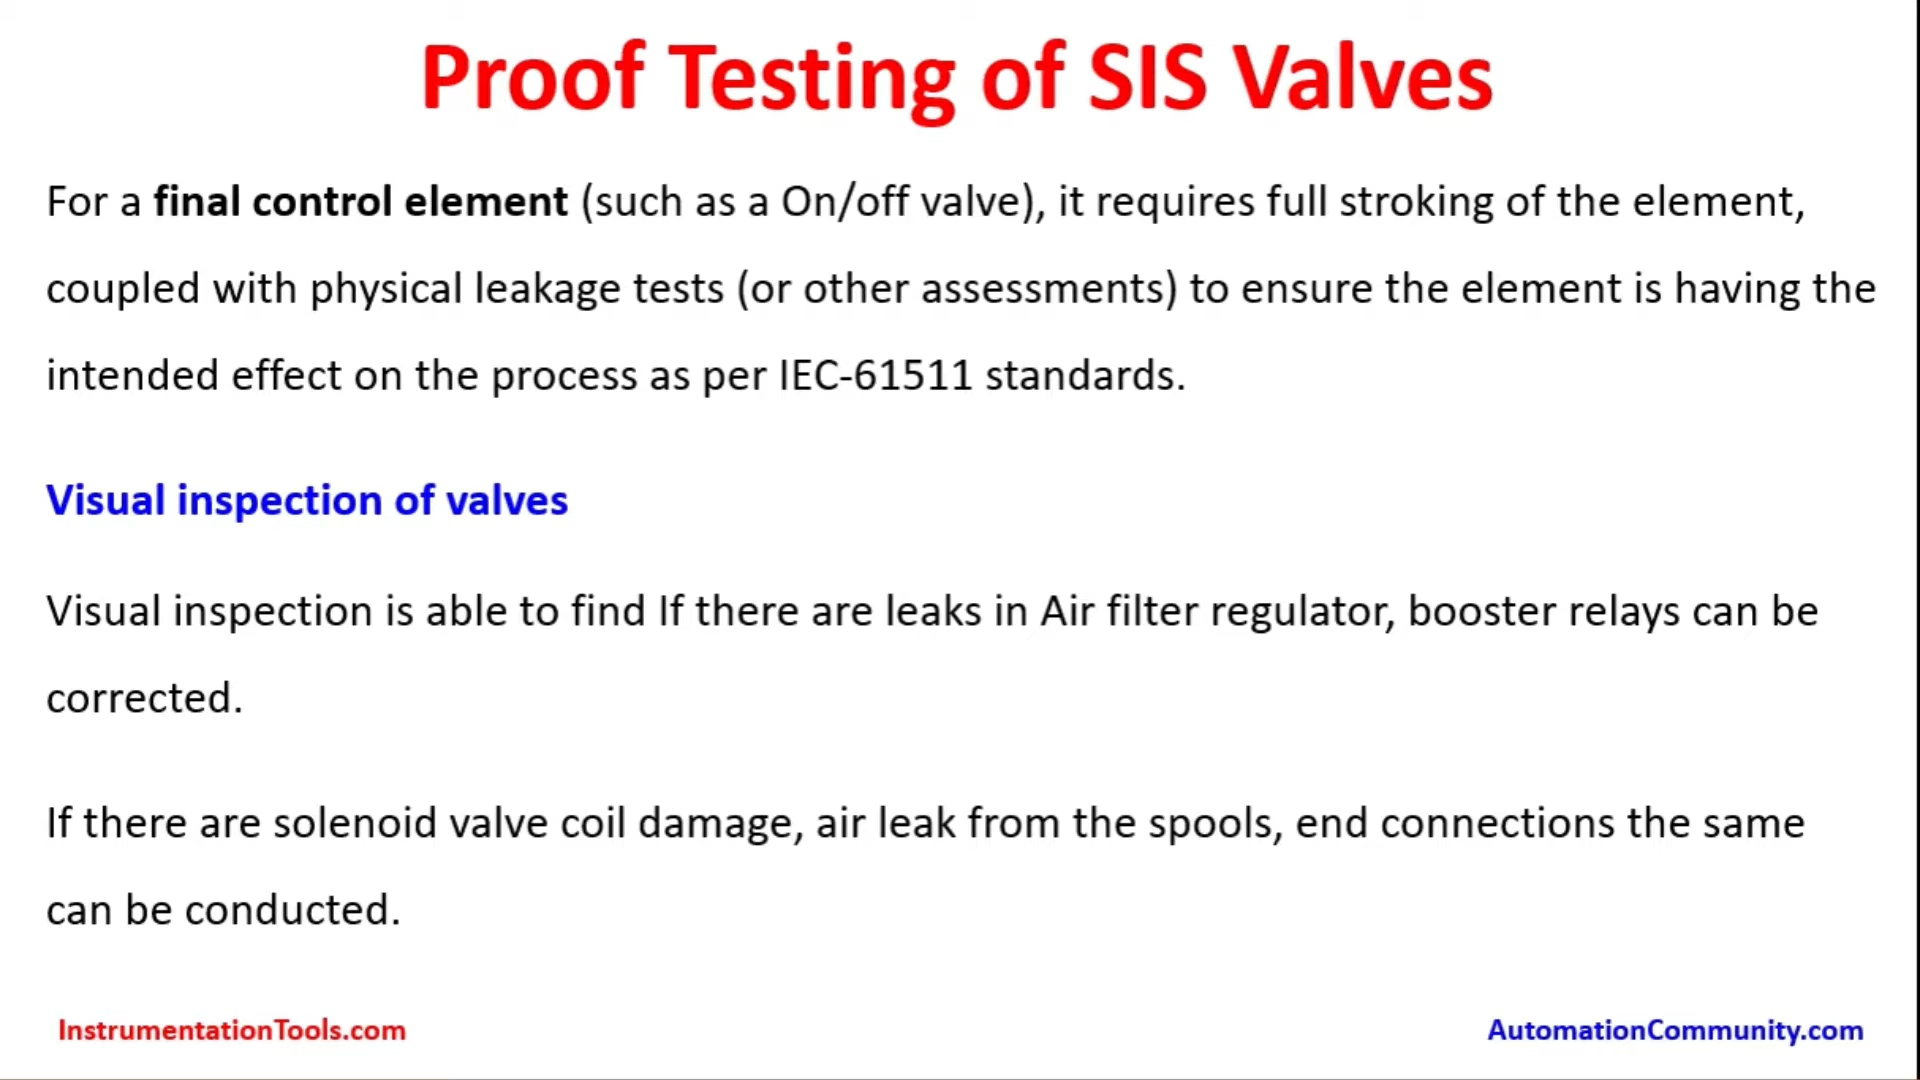 Proof Testing of SIS Valves
For a final control element (such as a On/off valve), it requires full stroking of the element,
coupled with physical leakage tests (or other assessments) to ensure the element is having the
intended effect on the process as per IEC-61511 standards.
Visual inspection of valves
Visual inspection is able to find If there are leaks in Air filter regulator, booster relays can be
corrected.
If there are solenoid valve coil damage, air leak from the spools, end connections the same
can be conducted.
InstrumentationTools.com
AutomationCommunity.com